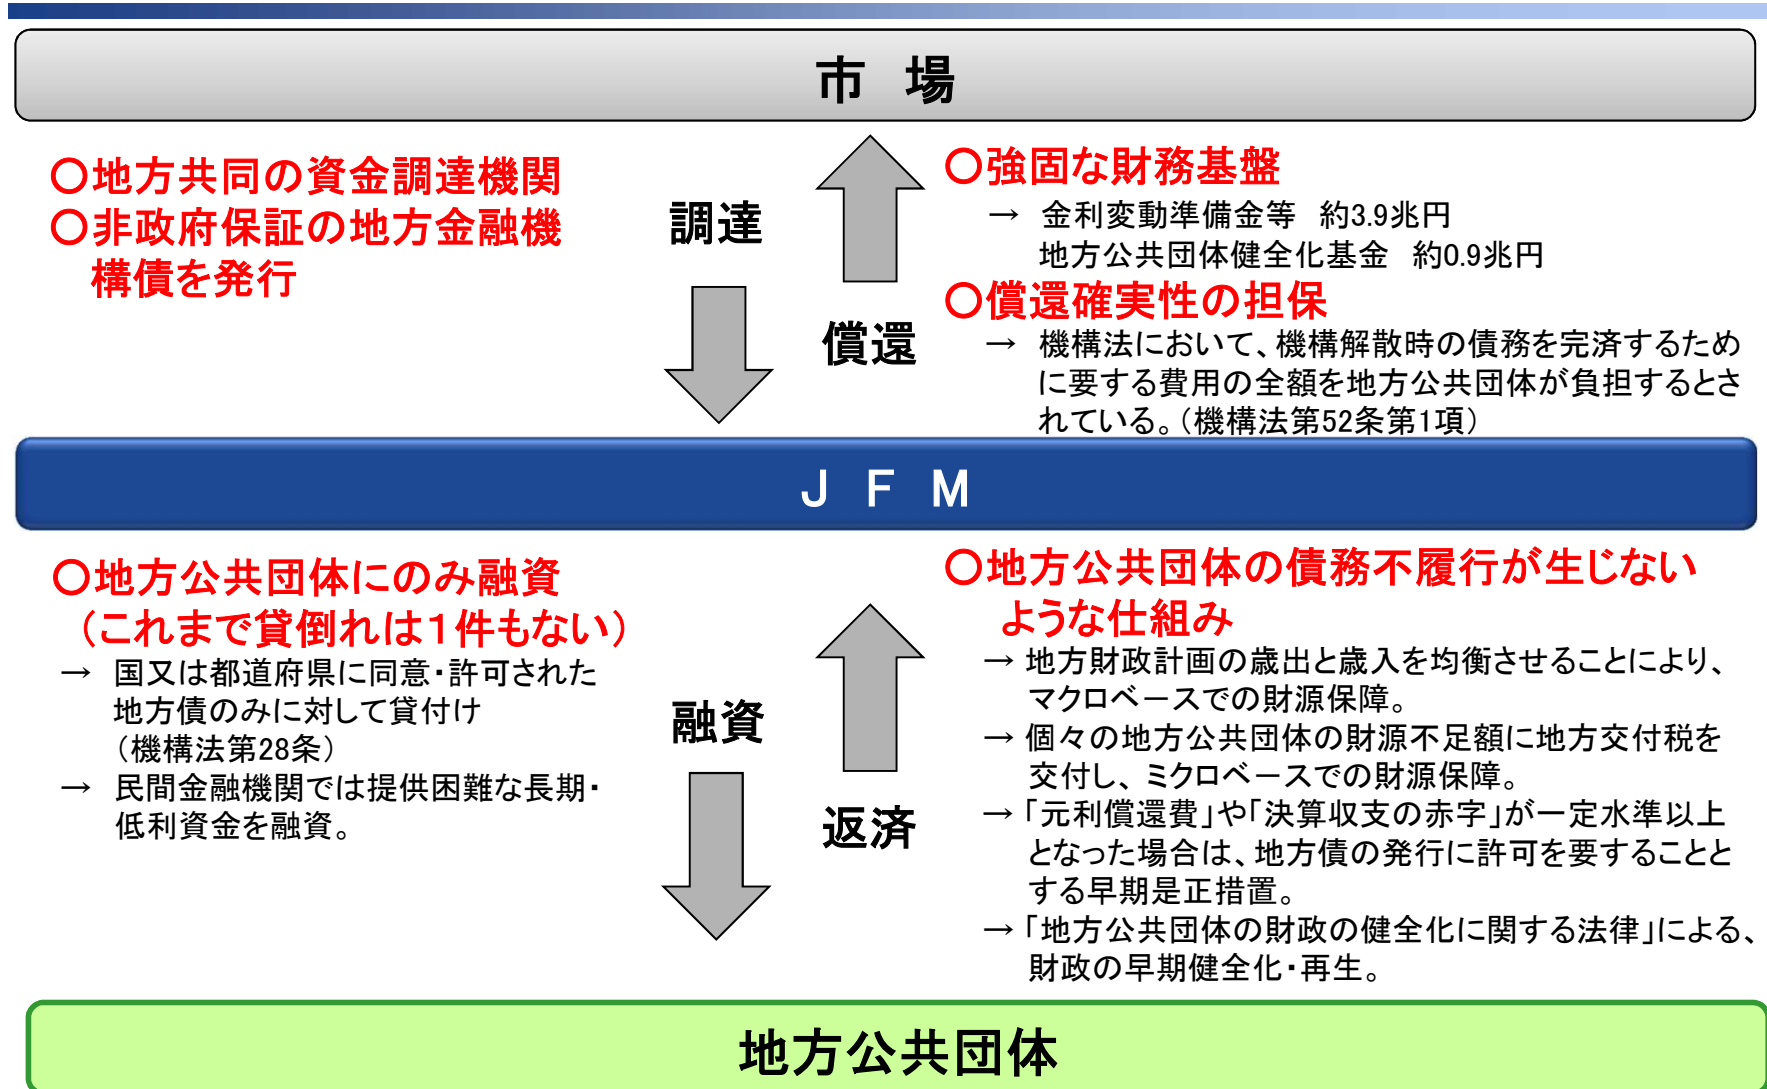 市 場
〇地方共同の資金調達機関
〇非政府保証の地方金融機
構債を発行
調達
償還
〇強固な財務基盤
→ 金利変動準備金等 約3.9兆円
地方公共団体健全化基金 約0.9兆円
〇償還確実性の担保
→ 機構法において、機構解散時の債務を完済するため
に要する費用の全額を地方公共団体が負担するとさ
れている。（機構法第52条第1項）
J F M
〇地方公共団体にのみ融資
（これまで貸倒れは１件もない）
→ 国又は都道府県に同意・許可された
地方債のみに対して貸付け
（機構法第28条）
→ 民間金融機関では提供困難な長期・
低利資金を融資。
融資
返済
〇地方公共団体の債務不履行が生じない
ような仕組み
→ 地方財政計画の歳出と歳入を均衡させることにより、
マクロベースでの財源保障。
→ 個々の地方公共団体の財源不足額に地方交付税を
交付し、ミクロベースでの財源保障。
→「元利償還費」や「決算収支の赤字」が一定水準以上
となった場合は、地方債の発行に許可を要することと
する早期是正措置。
→「地方公共団体の財政の健全化に関する法律」による、
財政の早期健全化・再生。
地方公共団体